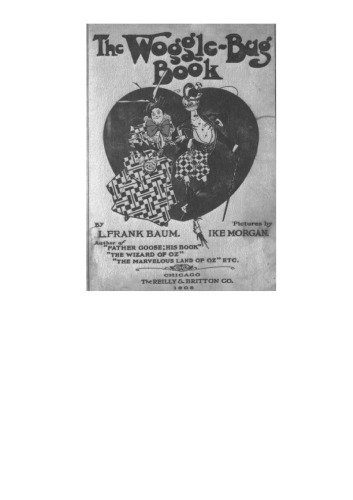 The Woggle-Bug
Book
BY
L. FRANK BAUM.
Pictures by
IKE MORGAN.
Author of
"FATHER GOOSE; HIS BOOK"
"THE WIZARD OF OZ"
"THE MARVELOUS LAND OF OZ" ETC.
CHICAGO
THE REILLY & BRITTON CO.
1905